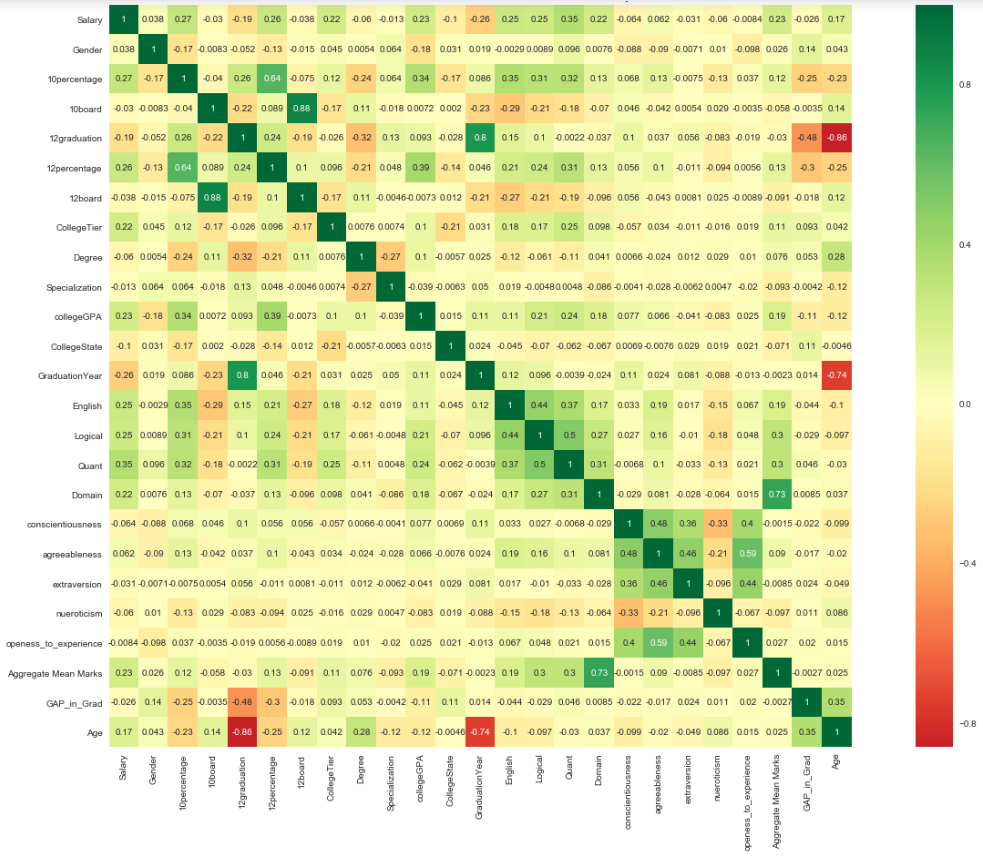 Salary 1 0.038 0.27 -0.03 -0.19 0.26 -0.038 0.22 -0.06 -0.013 0.23 -0.1 -0.26 0.25 0.25 0.35 0.22 -0.064 0.062 -0.031 -0.06 -0.0084 0.23 -0.026 0.17
Gender 0.038 1 -0.17 -0.0083 -0.052 -0.13 -0.015 0.045 0.0054 0.064 -0.18 0.031 0.019 -0.0029 0.0089 0.096 0.0076 -0.088 -0.09 -0.0071 0.01 -0.098 0.026 0.14 0.043
10percentage 0.27 -0.17 1 -0.04 0.26 0.64 -0.075 0.12 -0.24 0.064 0.34 -0.17 0.086 0.35 0.31 0.32 0.13 0.068 0.13 -0.0075 -0.13 0.037 0.12 -0.25 -0.23
0.8
10board -0.03 -0.0083 -0.04 1 -0.22 0.089 0.88 -0.17 0.11 -0.018 0.0072 0.002 -0.23 -0.29 -0.21 -0.18 -0.07 0.046 -0.042 0.0054 0.029 -0.0035 -0.058 -0.0035 0.14
12graduation -0.19 -0.052 0.26 -0.22 1 0.24 -0.19 -0.026 -0.32 0.13 0.093 -0.028 0.8 0.15 0.1 -0.0022 -0.037 0.1 0.037 0.056 -0.083 -0.019 -0.03 -0.48 -0.86
12percentage 0.26 -0.13 0.64 0.089 0.24 1 0.1 0.096 -0.21 0.048 0.39 -0.14 0.046 0.21 0.24 0.31 0.13 0.056 0.1 -0.011 -0.094 0.0056 0.13 -0.3 -0.25
12board -0.038 -0.015 -0.075 0.88 -0.19 0.1 1 -0.17 0.11 -0.0046 -0.0073 0.012 -0.21 -0.27 -0.21 -0.19 -0.096 0.056 -0.043 0.0081 0.025 -0.0089 -0.091 -0.018 0.12
CollegeTier 0.22 0.045 0.12 -0.17 -0.026 0.096 -0.17 1 0.0076 0.0074 0.1 -0.21 0.031 0.18 0.17 0.25 0.098 -0.057 0.034 -0.011 -0.016 0.019 0.11 0.093 0.042
0.4
Degree -0.06 0.0054 -0.24 0.11 -0.32 -0.21 0.11 0.0076 1 -0.27 0.1 -0.0057 0.025 -0.12 -0.061 -0.11 0.041 0.0066 -0.024 0.012 0.029 0.01 0.076 0.053 0.28
Specialization -0.013 0.064 0.064 -0.018 0.13 0.048 -0.0046 0.0074 -0.27 1 -0.039 -0.0063 0.05 0.019 -0.0048 0.0048 -0.086 -0.0041 -0.028 -0.0062 0.0047 -0.02 -0.093 -0.0042 -0.12
collegeGPA 0.23 -0.18 0.34 0.0072 0.093 0.39 -0.0073 0.1 0.1 -0.039 1 0.015 0.11 0.11 0.21 0.24 0.18 0.077 0.066 -0.041 -0.083 0.025 0.19 -0.11 -0.12
CollegeState -0.1 0.031 -0.17 0.002 -0.028 -0.14 0.012 -0.21 -0.0057 -0.0063 0.015 1 0.024 -0.045 -0.07 -0.062 -0.067 0.0069 -0.0076 0.029 0.019 0.021 -0.071 0.11 -0.0046
GraduationYear -0.26 0.019 0.086 -0.23 0.8 0.046 -0.21 0.031 0.025 0.05 0.11 0.024 1 0.12 0.096 -0.0039 -0.024 0.11 0.024 0.081 -0.088 -0.013 -0.0023 0.014 -0.74
0.0
English 0.25 -0.0029 0.35 -0.29 0.15 0.21 -0.27 0.18 -0.12 0.019 0.11 -0.045 0.12 1 0.44 0.37 0.17 0.033 0.19 0.017 -0.15 0.067 0.19 -0.044 -0.1
Logical 0.25 0.0089 0.31 -0.21 0.1 0.24 -0.21 0.17 -0.061 -0.0048 0.21 -0.07 0.096 0.44 1 0.5 0.27 0.027 0.16 -0.01 -0.18 0.048 0.3 -0.029 -0.097
Quant 0.35 0.096 0.32 -0.18 -0.0022 0.31 -0.19 0.25 -0.11 0.0048 0.24 -0.062 -0.0039 0.37 0.5 1 0.31 -0.0068 0.1 -0.033 -0.13 0.021 0.3 0.046 -0.03
Domain 0.22 0.0076 0.13 -0.07 -0.037 0.13 -0.096 0.098 0.041 -0.086 0.18 -0.067 -0.024 0.17 0.27 0.31 1 -0.029 0.081 -0.028 -0.064 0.015 0.73 0.0085 0.037
conscientiousness -0.064 -0.088 0.068 0.046 0.1 0.056 0.056 -0.057 0.0066 -0.0041 0.077 0.0069 0.11 0.033 0.027 -0.0068 -0.029 1 0.48 0.36 -0.33 0.4 -0.0015 -0.022 -0.099
agreeableness 0.062 -0.09 0.13 -0.042 0.037 0.1 -0.043 0.034 -0.024 -0.028 0.066 -0.0076 0.024 0.19 0.16 0.1 0.081 0.48 1 0.46 -0.21 0.59 0.09 -0.017 -0.02
-0.4
extraversion -0.031 -0.0071 -0.0075 0.0054 0.056 -0.011 0.0081 -0.011 0.012 -0.0062 -0.041 0.029 0.081 0.017 -0.01 -0.033 -0.028 0.36 0.46 1 -0.096 0.44 -0.0085 0.024 -0.049
nueroticism -0.06 0.01 -0.13 0.029 -0.083 -0.094 0.025 -0.016 0.029 0.0047 -0.083 0.019 -0.088 -0.15 -0.18 -0.13 -0.064 -0.33 -0.21 -0.096 1 -0.067 -0.097 0.011 0.086
openess_to_experience -0.0084 -0.098 0.037 -0.0035 -0.019 0.0056 -0.0089 0.019 0.01 -0.02 0.025 0.021 -0.013 0.067 0.048 0.021 0.015 0.4 0.59 0.44 -0.067 1 0.027 0.02 0.015
Aggregate Mean Marks 0.23 0.026 0.12 -0.058 -0.03 0.13 -0.091 0.11 0.076 -0.093 0.19 -0.071 -0.0023 0.19 0.3 0.3 0.73 -0.0015 0.09 -0.0085 -0.097 0.027 1 -0.0027 0.025
GAP_in_Grad -0.026 0.14 -0.25 -0.0035 -0.48 -0.3 -0.018 0.093 0.053 -0.0042 -0.11 0.11 0.014 -0.044 -0.029 0.046 0.0085 -0.022 -0.017 0.024 0.011 0.02 -0.0027 1 0.35
-0.8
Age 0.17 0.043 -0.23 0.14 -0.86 -0.25 0.12 0.042 0.28 -0.12 -0.12 -0.0046 -0.74 -0.1 -0.097 -0.03 0.037 -0.099 -0.02 -0.049 0.086 0.015 0.025 0.35 1
Salary
Gender
10percentage
10board
12graduation
12percentage
12board
CollegeTier
Degree
Specialization
collegeGPA
CollegeState
GraduationYear
English
Logical
Quant
Domain
conscientiousness
agreeableness
extraversion
nueroticism
openess_to_experience
Aggregate Mean Marks
GAP_in_Grad
Age